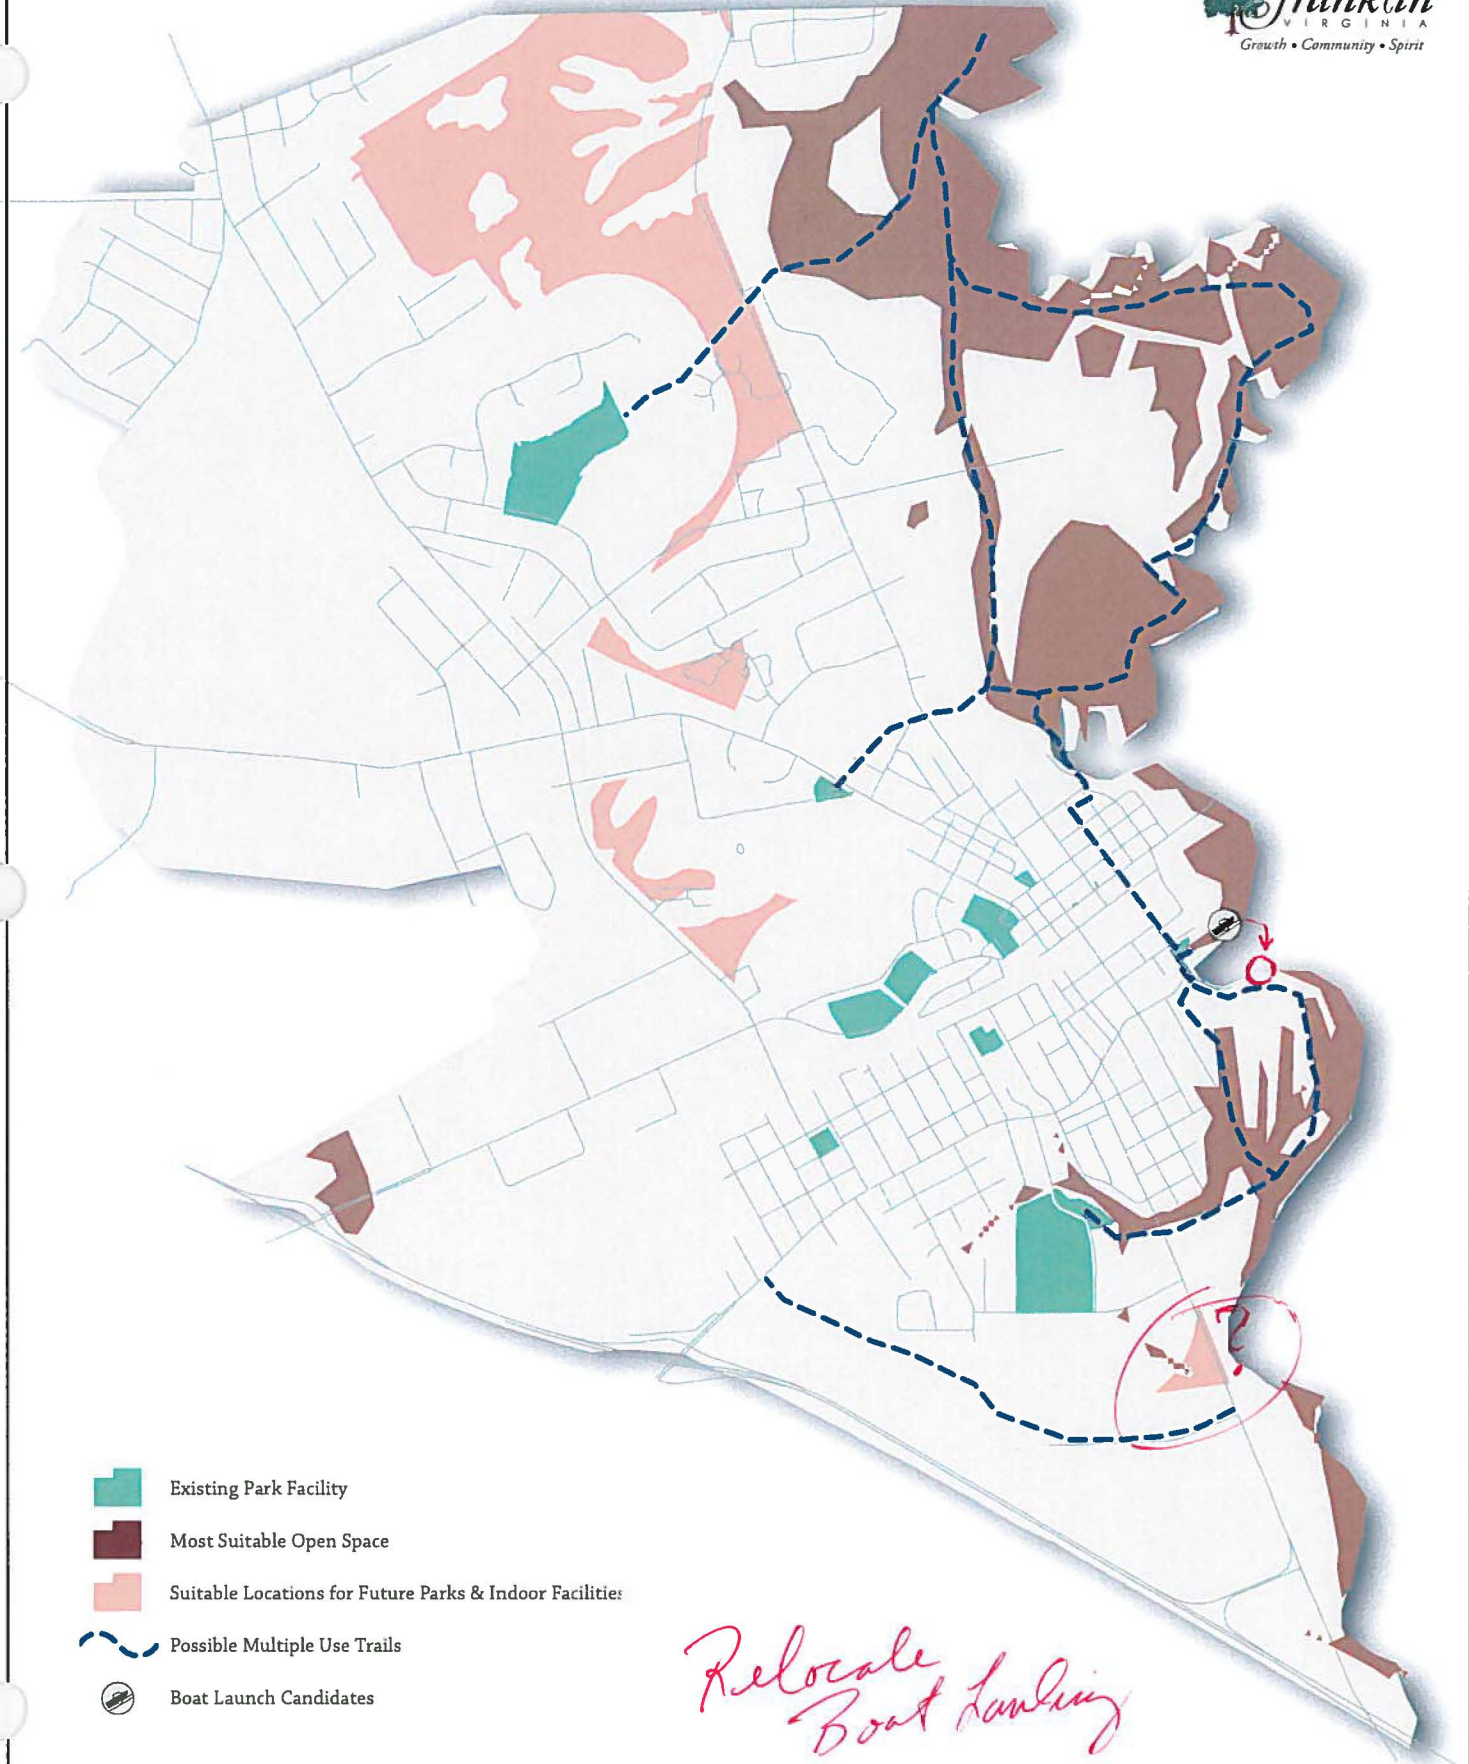 Franklin
VIRGINIA
Growth • Community • Spirit
?
Existing Park Facility
Most Suitable Open Space
Suitable Locations for Future Parks & Indoor Facilities
Possible Multiple Use Trails
Boat Launch Candidates
Relocate
Boat Landing